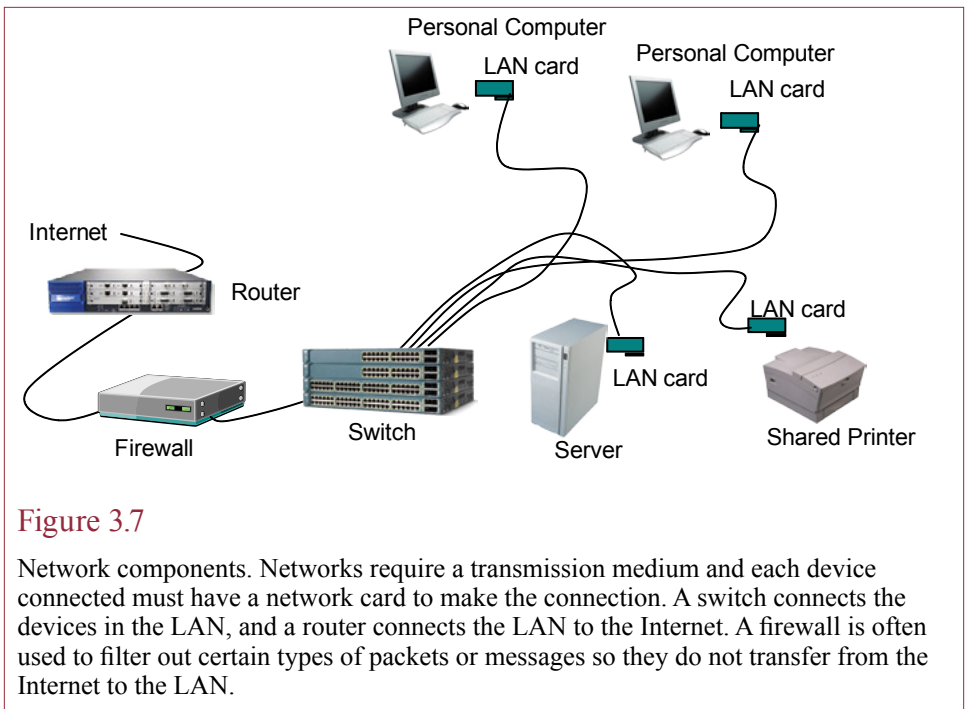 Personal Computer
LAN card
Personal Computer
LAN card
Internet
Router
LAN card
LAN card
Firewall
Switch
Server
Shared Printer
Figure 3.7
Network components. Networks require a transmission medium and each device
connected must have a network card to make the connection. A switch connects the
devices in the LAN, and a router connects the LAN to the Internet. A firewall is often
used to filter out certain types of packets or messages so they do not transfer from the
Internet to the LAN.